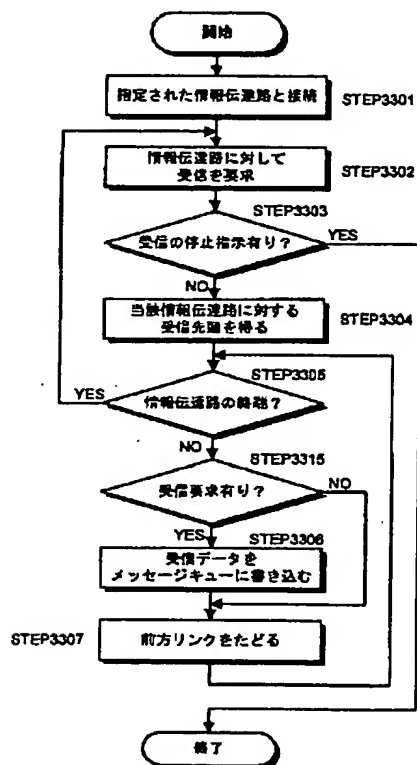 開始
指定された情報伝達路と接続
STEP3301
情報伝達路に対して
受信を要求
STEP3302
STEP3303
受信の停止指示有り？
YES
NO
当該情報伝達路に対する
受信先頭を得る
STEP3304
STEP3305
YES
情報伝達路の終端？
NO
STEP3315
受信要求有り？
NO
YES
STEP3306
受信データを
メッセージキューに書き込む
STEP3307
前方リンクをたどる
終了